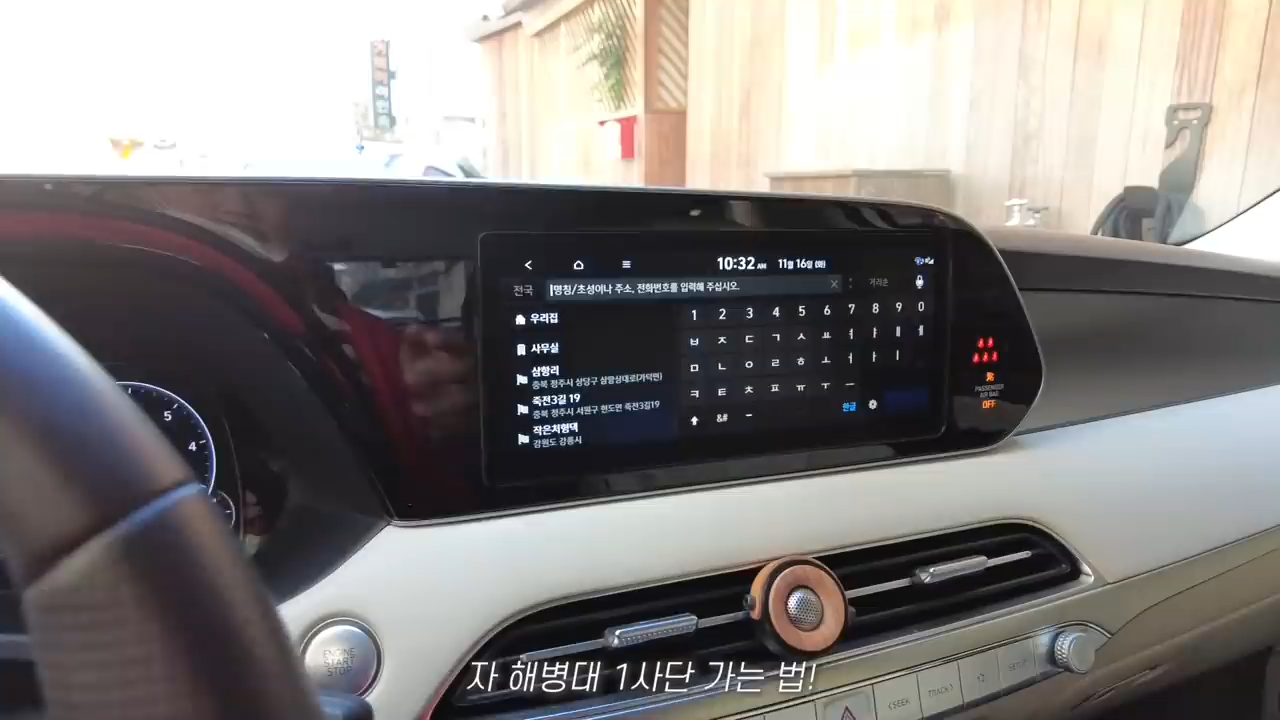 10:32 AM 11월 16일 (화)
전국 명칭/초성이나 주소, 전화번호를 입력해 주십시오. 거리순
우리집
사무실
삼항리
충북 청주시 상당구 삼항상대로(가덕면)
죽전3길 19
충북 청주시 서원구 현도면 죽전3길19
작은처형댁
강원도 강릉시
1 2 3 4 5 6 7 8 9 0
ㅂ ㅈ ㄷ ㄱ ㅅ ㅛ ㅕ ㅑ ㅐ ㅔ
ㅁ ㄴ ㅇ ㄹ ㅎ ㅗ ㅓ ㅏ ㅣ
ㅋ ㅌ ㅊ ㅍ ㅠ ㅜ ㅡ
&# - 한글
PASSENGER
AIR BAG
OFF
5
4
ENGINE
START
STOP
<SEEK TRACK> SETUP
자 해병대 1사단 가는 법!